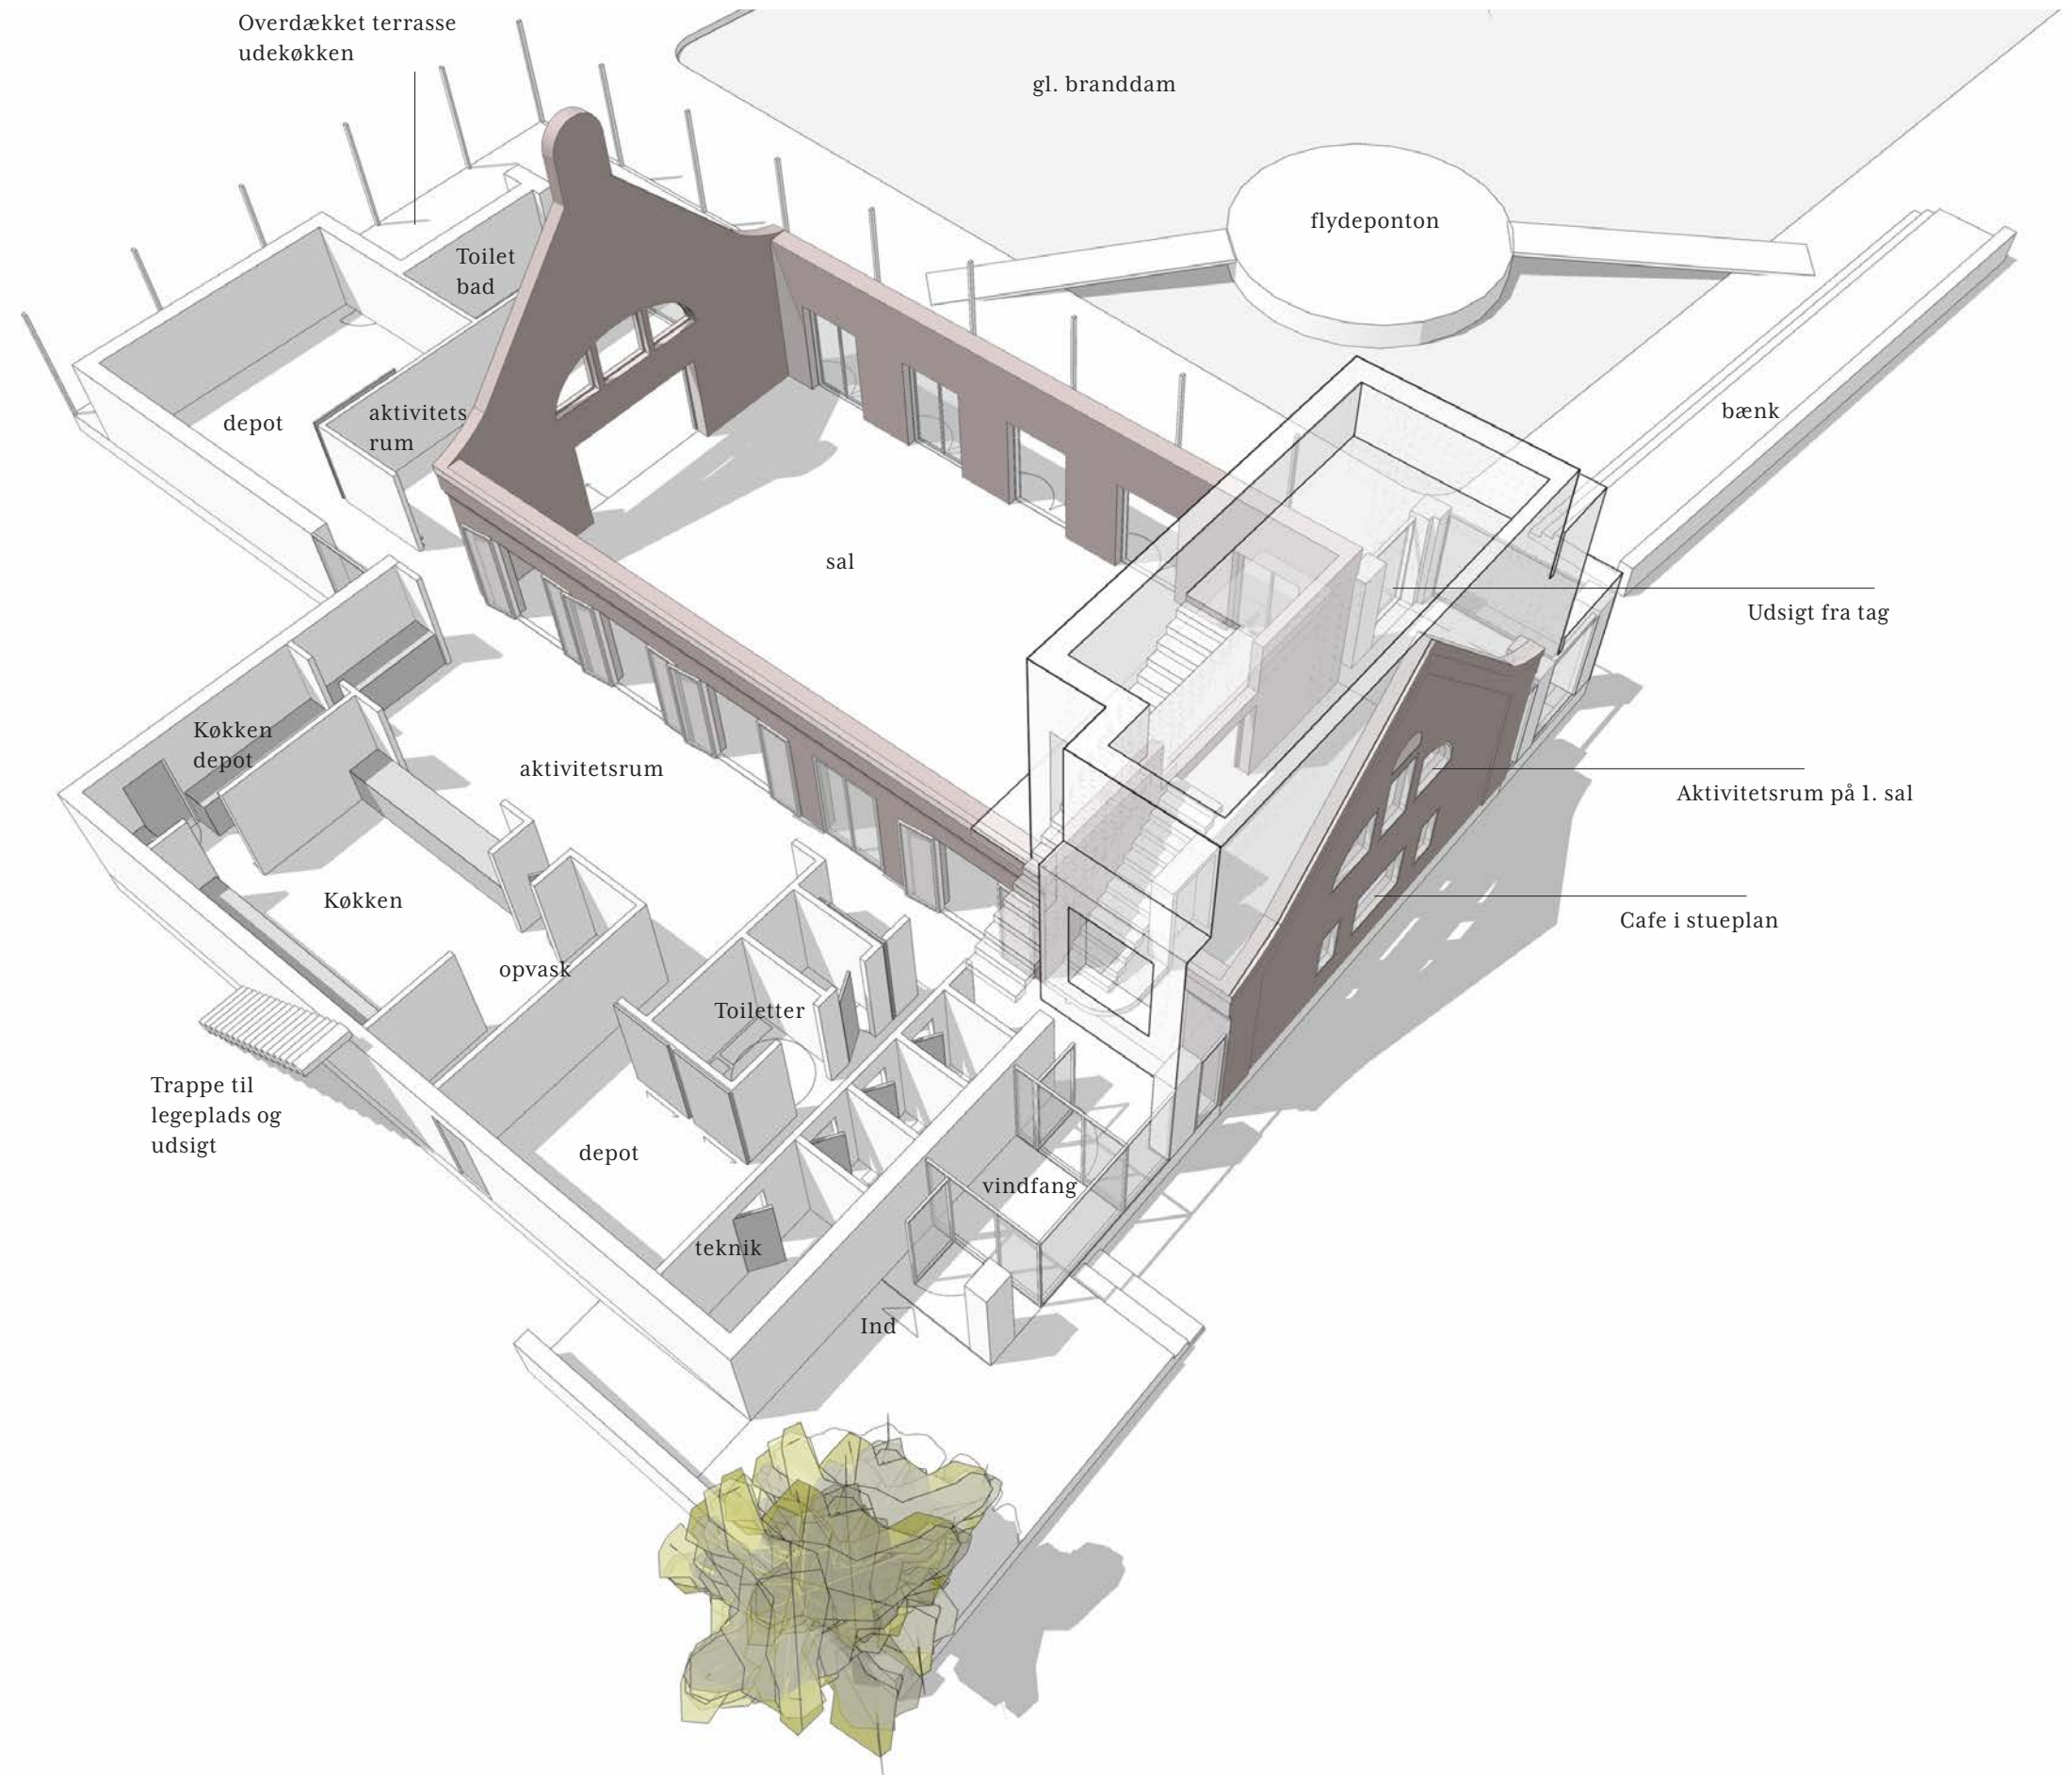 Overdækket terrasse
udekøkken
gl. branddam
flydeponton
Toilet
bad
depot
aktivitets
rum
bænk
sal
Udsigt fra tag
Køkken
depot
aktivitetsrum
Aktivitetsrum på 1. sal
Køkken
Cafe i stueplan
opvask
Toiletter
Trappe til
legeplads og
udsigt
depot
vindfang
teknik
Ind